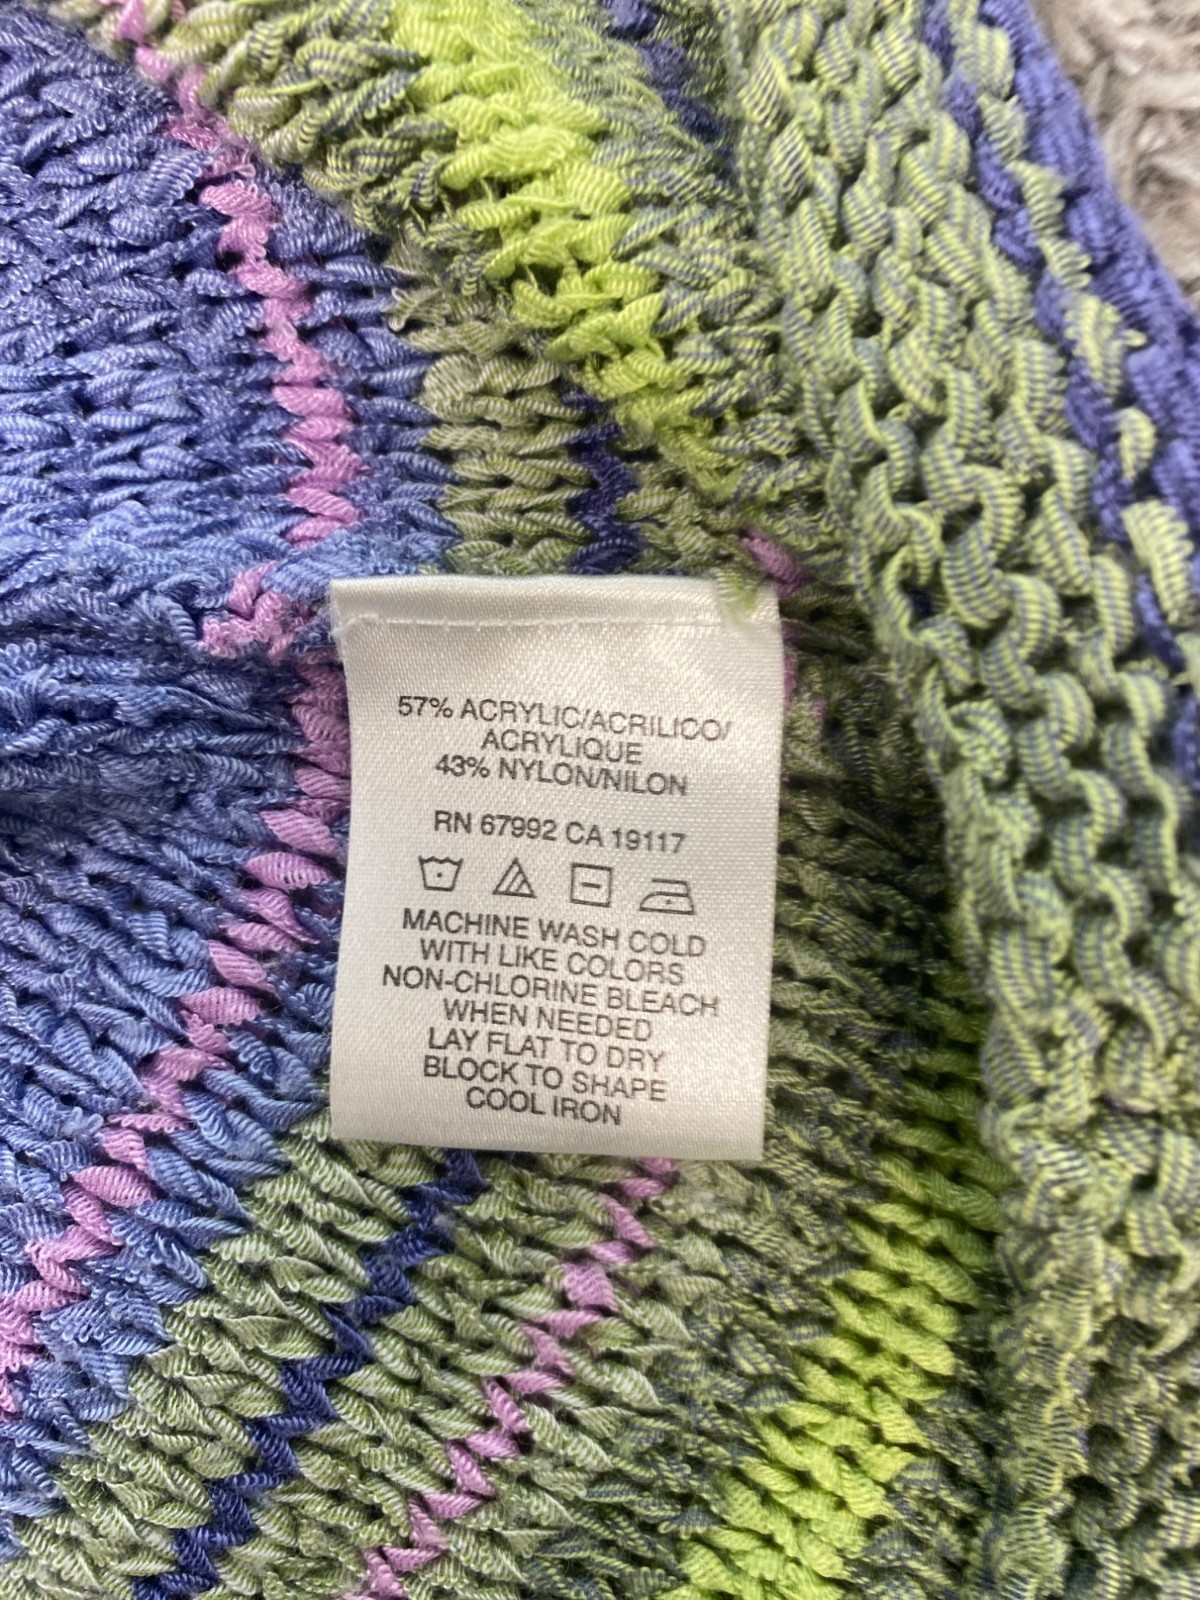 57% ACRYLIC/ACRILICO/
ACRYLIQUE
43% NYLON/NILON
RN 67992 CA 19117
MACHINE WASH COLD
WITH LIKE COLORS
NON-CHLORINE BLEACH
WHEN NEEDED
LAY FLAT TO DRY
BLOCK TO SHAPE
COOL IRON